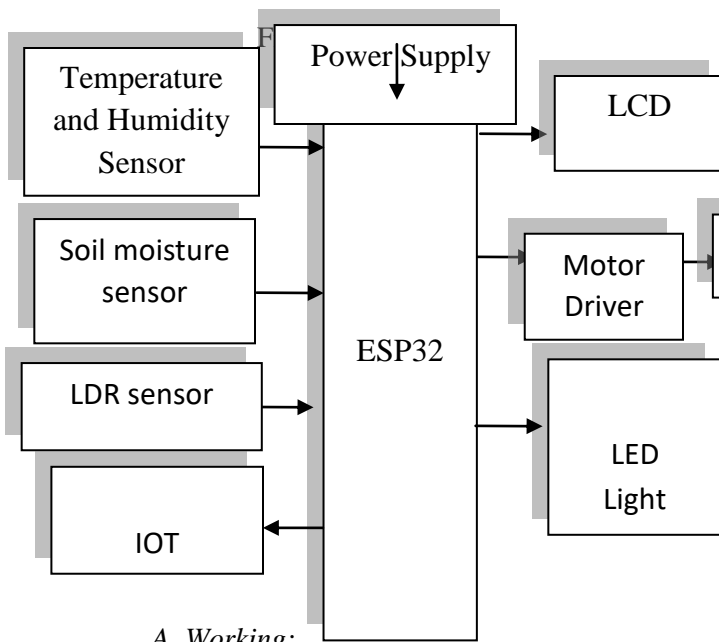 F
Power Supply
Temperature
and Humidity
Sensor
LCD
Soil moisture
sensor
Motor
Driver
ESP32
LDR sensor
LED
Light
IOT
A. Working: